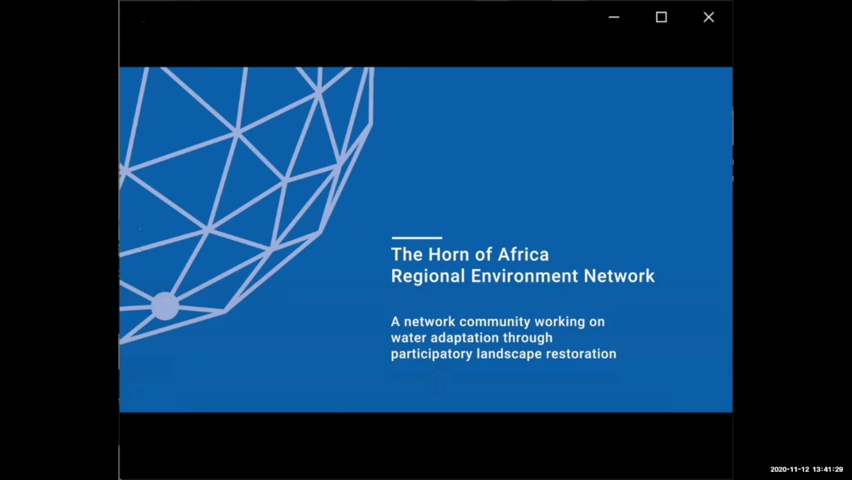 The Horn of Africa
Regional Environment Network
A network community working on
water adaptation through
participatory landscape restoration
2020-11-12 13:41:29